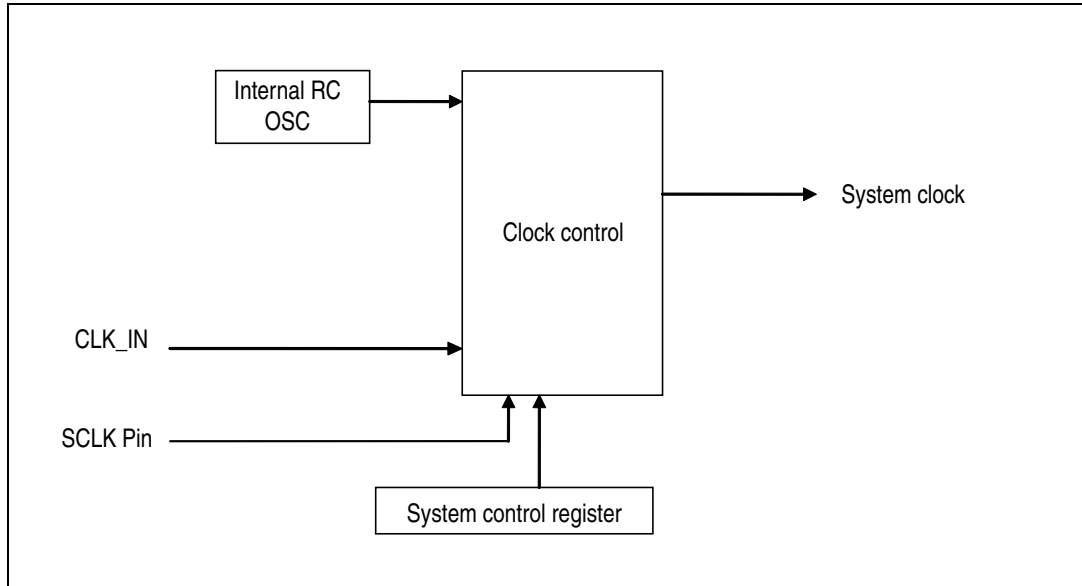 Internal RC
OSC
System clock
Clock control
CLK_IN
SCLK Pin
System control register